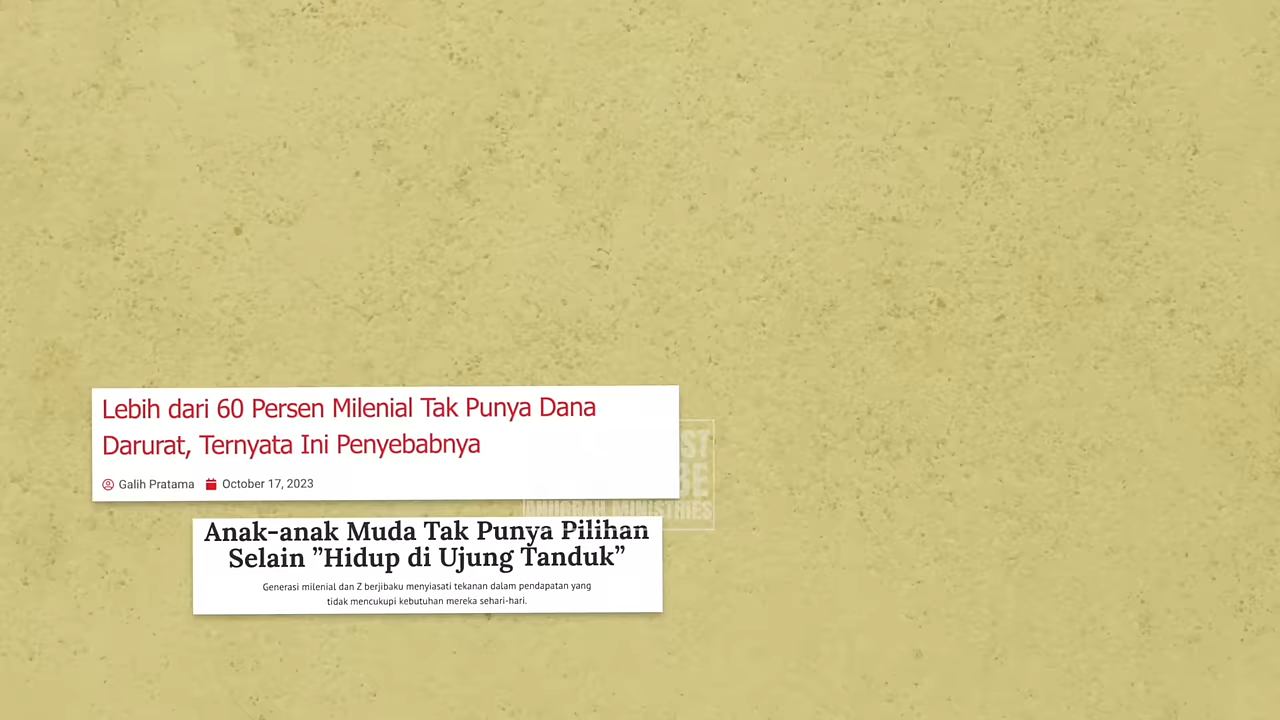 Lebih dari 60 Persen Milenial Tak Punya Dana
Darurat, Ternyata Ini Penyebabnya
Galih Pratama October 17, 2023
Anak-anak Muda Tak Punya Pilihan
Selain ”Hidup di Ujung Tanduk”
Generasi milenial dan Z berjibaku menyiasati tekanan dalam pendapatan yang
tidak mencukupi kebutuhan mereka sehari-hari.
MINISTRIES